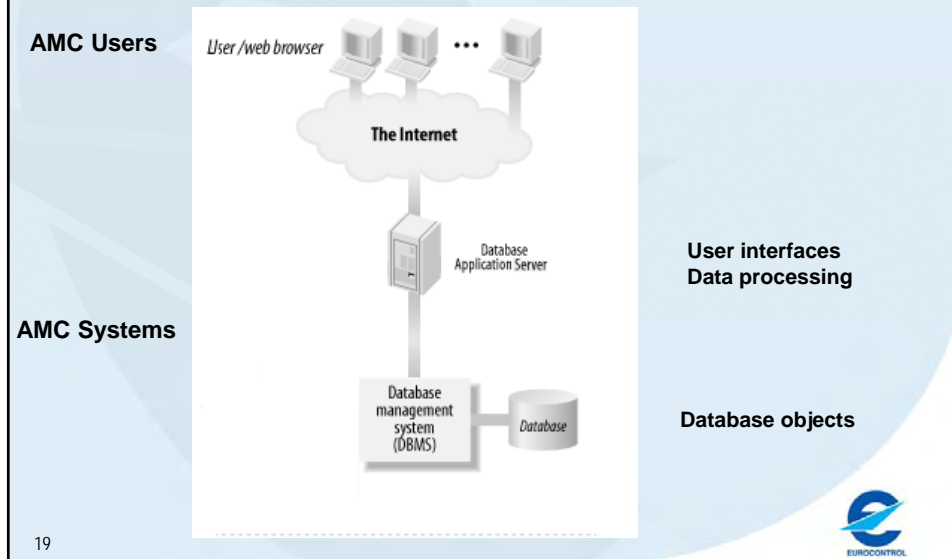 AMC Users
User/web browser
The Internet
Database
Application Server
User interfaces
Data processing
AMC Systems
Database
management
system
(DBMS)
Database
Database objects
19
EUROCONTROL